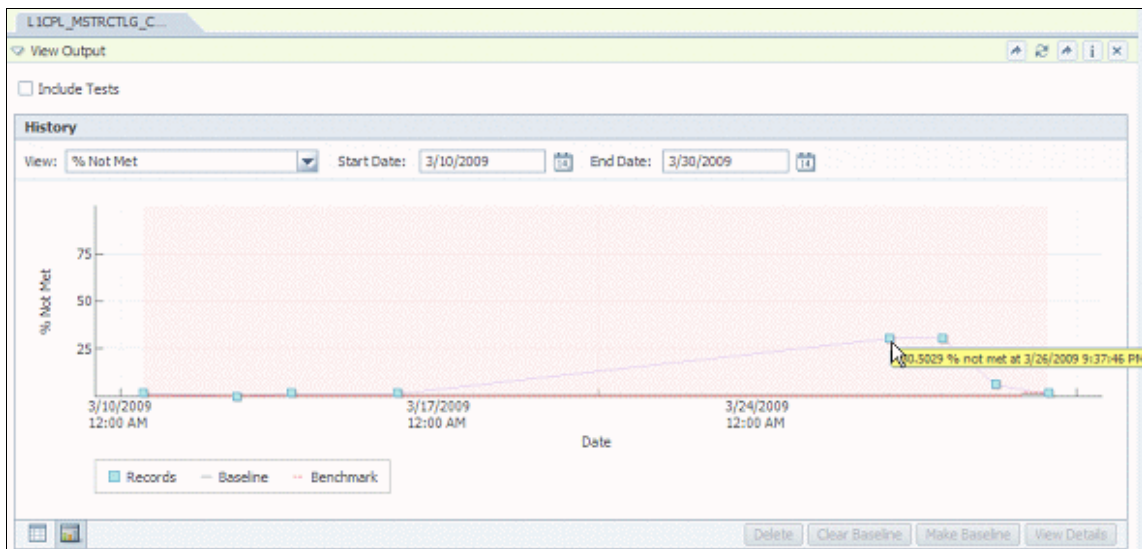 L1CPL_MSTRCTLG_C...
View Output
Include Tests
History
View: % Not Met Start Date: 3/10/2009 14 End Date: 3/30/2009 14
75
50
25
% Not Met
% not met at 3/26/2009 9:37:46 PM
3/10/2009 3/17/2009 3/24/2009
12:00 AM 12:00 AM 12:00 AM
Date
Records Baseline Benchmark
Delete Clear Baseline Make Baseline View Details